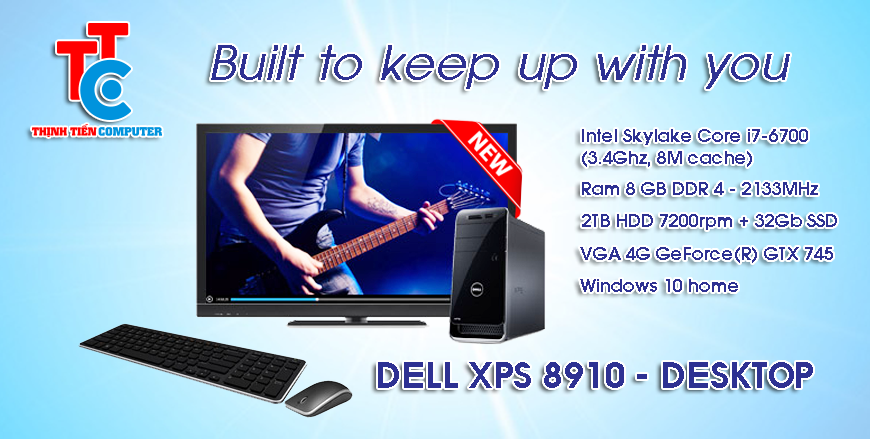 TTC
THỊNH TIẾN COMPUTER
Built to keep up with you
NEW
Intel Skylake Core i7-6700
(3.4Ghz, 8M cache)
Ram 8 GB DDR 4 - 2133MHz
2TB HDD 7200rpm + 32Gb SSD
VGA 4G GeForce(R) GTX 745
Windows 10 home
DELL
DELL XPS 8910 - DESKTOP